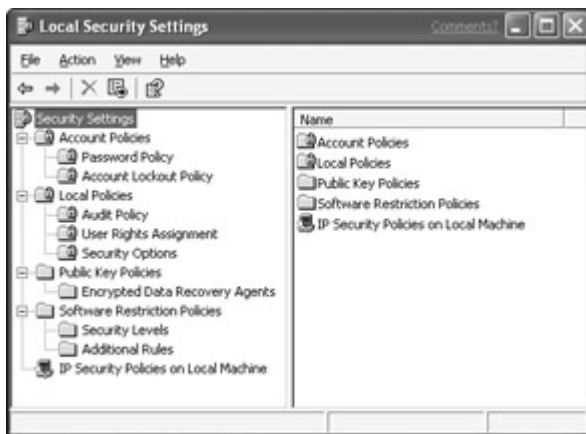 Local Security Settings
Comments?
File Action View Help
Security Settings
Account Policies
Password Policy
Account Lockout Policy
Local Policies
Audit Policy
User Rights Assignment
Security Options
Public Key Policies
Encrypted Data Recovery Agents
Software Restriction Policies
Security Levels
Additional Rules
IP Security Policies on Local Machine
Name
Account Policies
Local Policies
Public Key Policies
Software Restriction Policies
IP Security Policies on Local Machine